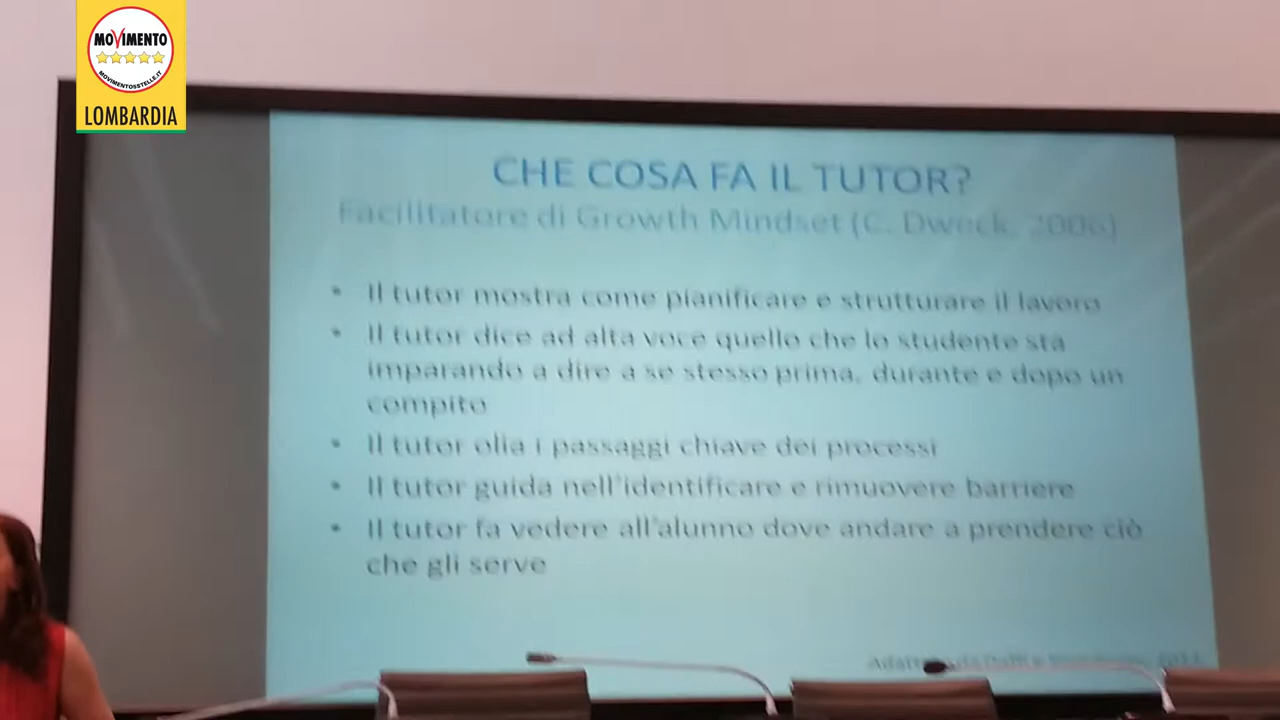 MOVIMENTO
MOVIMENTO5STELLE.IT
LOMBARDIA
CHE COSA FA IL TUTOR?
Facilitatore di Growth Mindset (C. Dweck, 2006)
• Il tutor mostra come pianificare e strutturare il lavoro
• Il tutor dice ad alta voce quello che lo studente sta
imparando a dire a se stesso prima, durante e dopo un
compito
• Il tutor olia i passaggi chiave dei processi
• Il tutor guida nell'identificare e rimuovere barriere
• Il tutor fa vedere all'alunno dove andare a prendere ciò
che gli serve